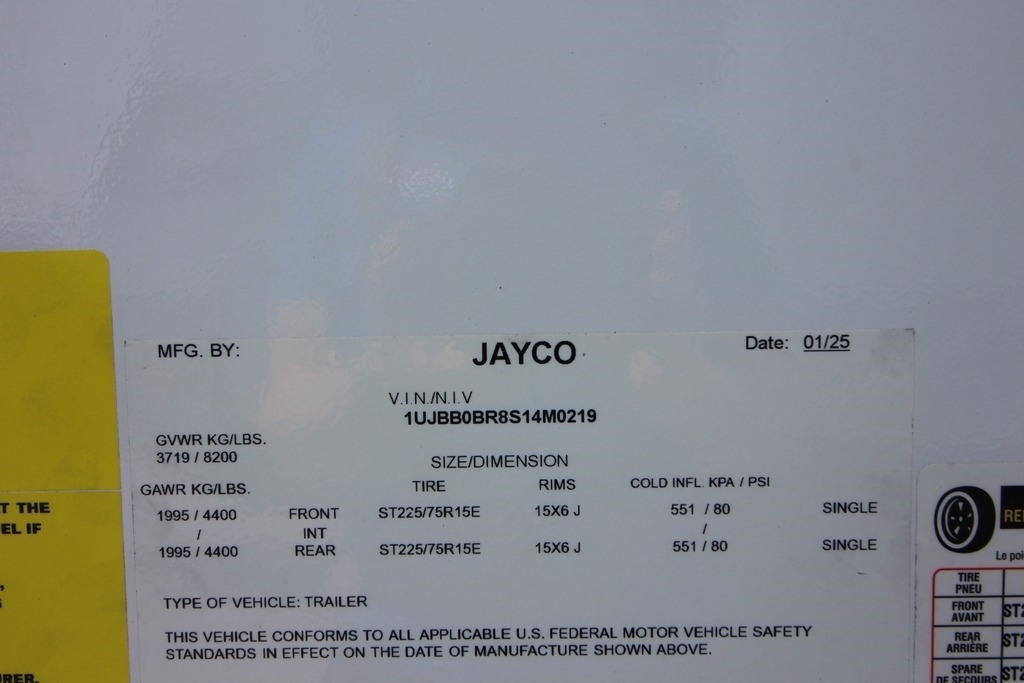 MFG. BY: JAYCO Date: 01/25
V.I.N./N.I.V
1UJBB0BR8S14M0219
GVWR KG/LBS.
3719 / 8200
SIZE/DIMENSION
GAWR KG/LBS. TIRE RIMS COLD INFL. KPA / PSI
1995 / 4400 FRONT ST225/75R15E 15X6 J 551 / 80 SINGLE
/ INT /
1995 / 4400 REAR ST225/75R15E 15X6 J 551 / 80 SINGLE
TYPE OF VEHICLE: TRAILER
THIS VEHICLE CONFORMS TO ALL APPLICABLE U.S. FEDERAL MOTOR VEHICLE SAFETY
STANDARDS IN EFFECT ON THE DATE OF MANUFACTURE SHOWN ABOVE.
THE
EL IF
RER.
Le
TIRE
PNEU
FRONT
AVANT
REAR
ARRIÈRE
SPARE
DE SECOURS